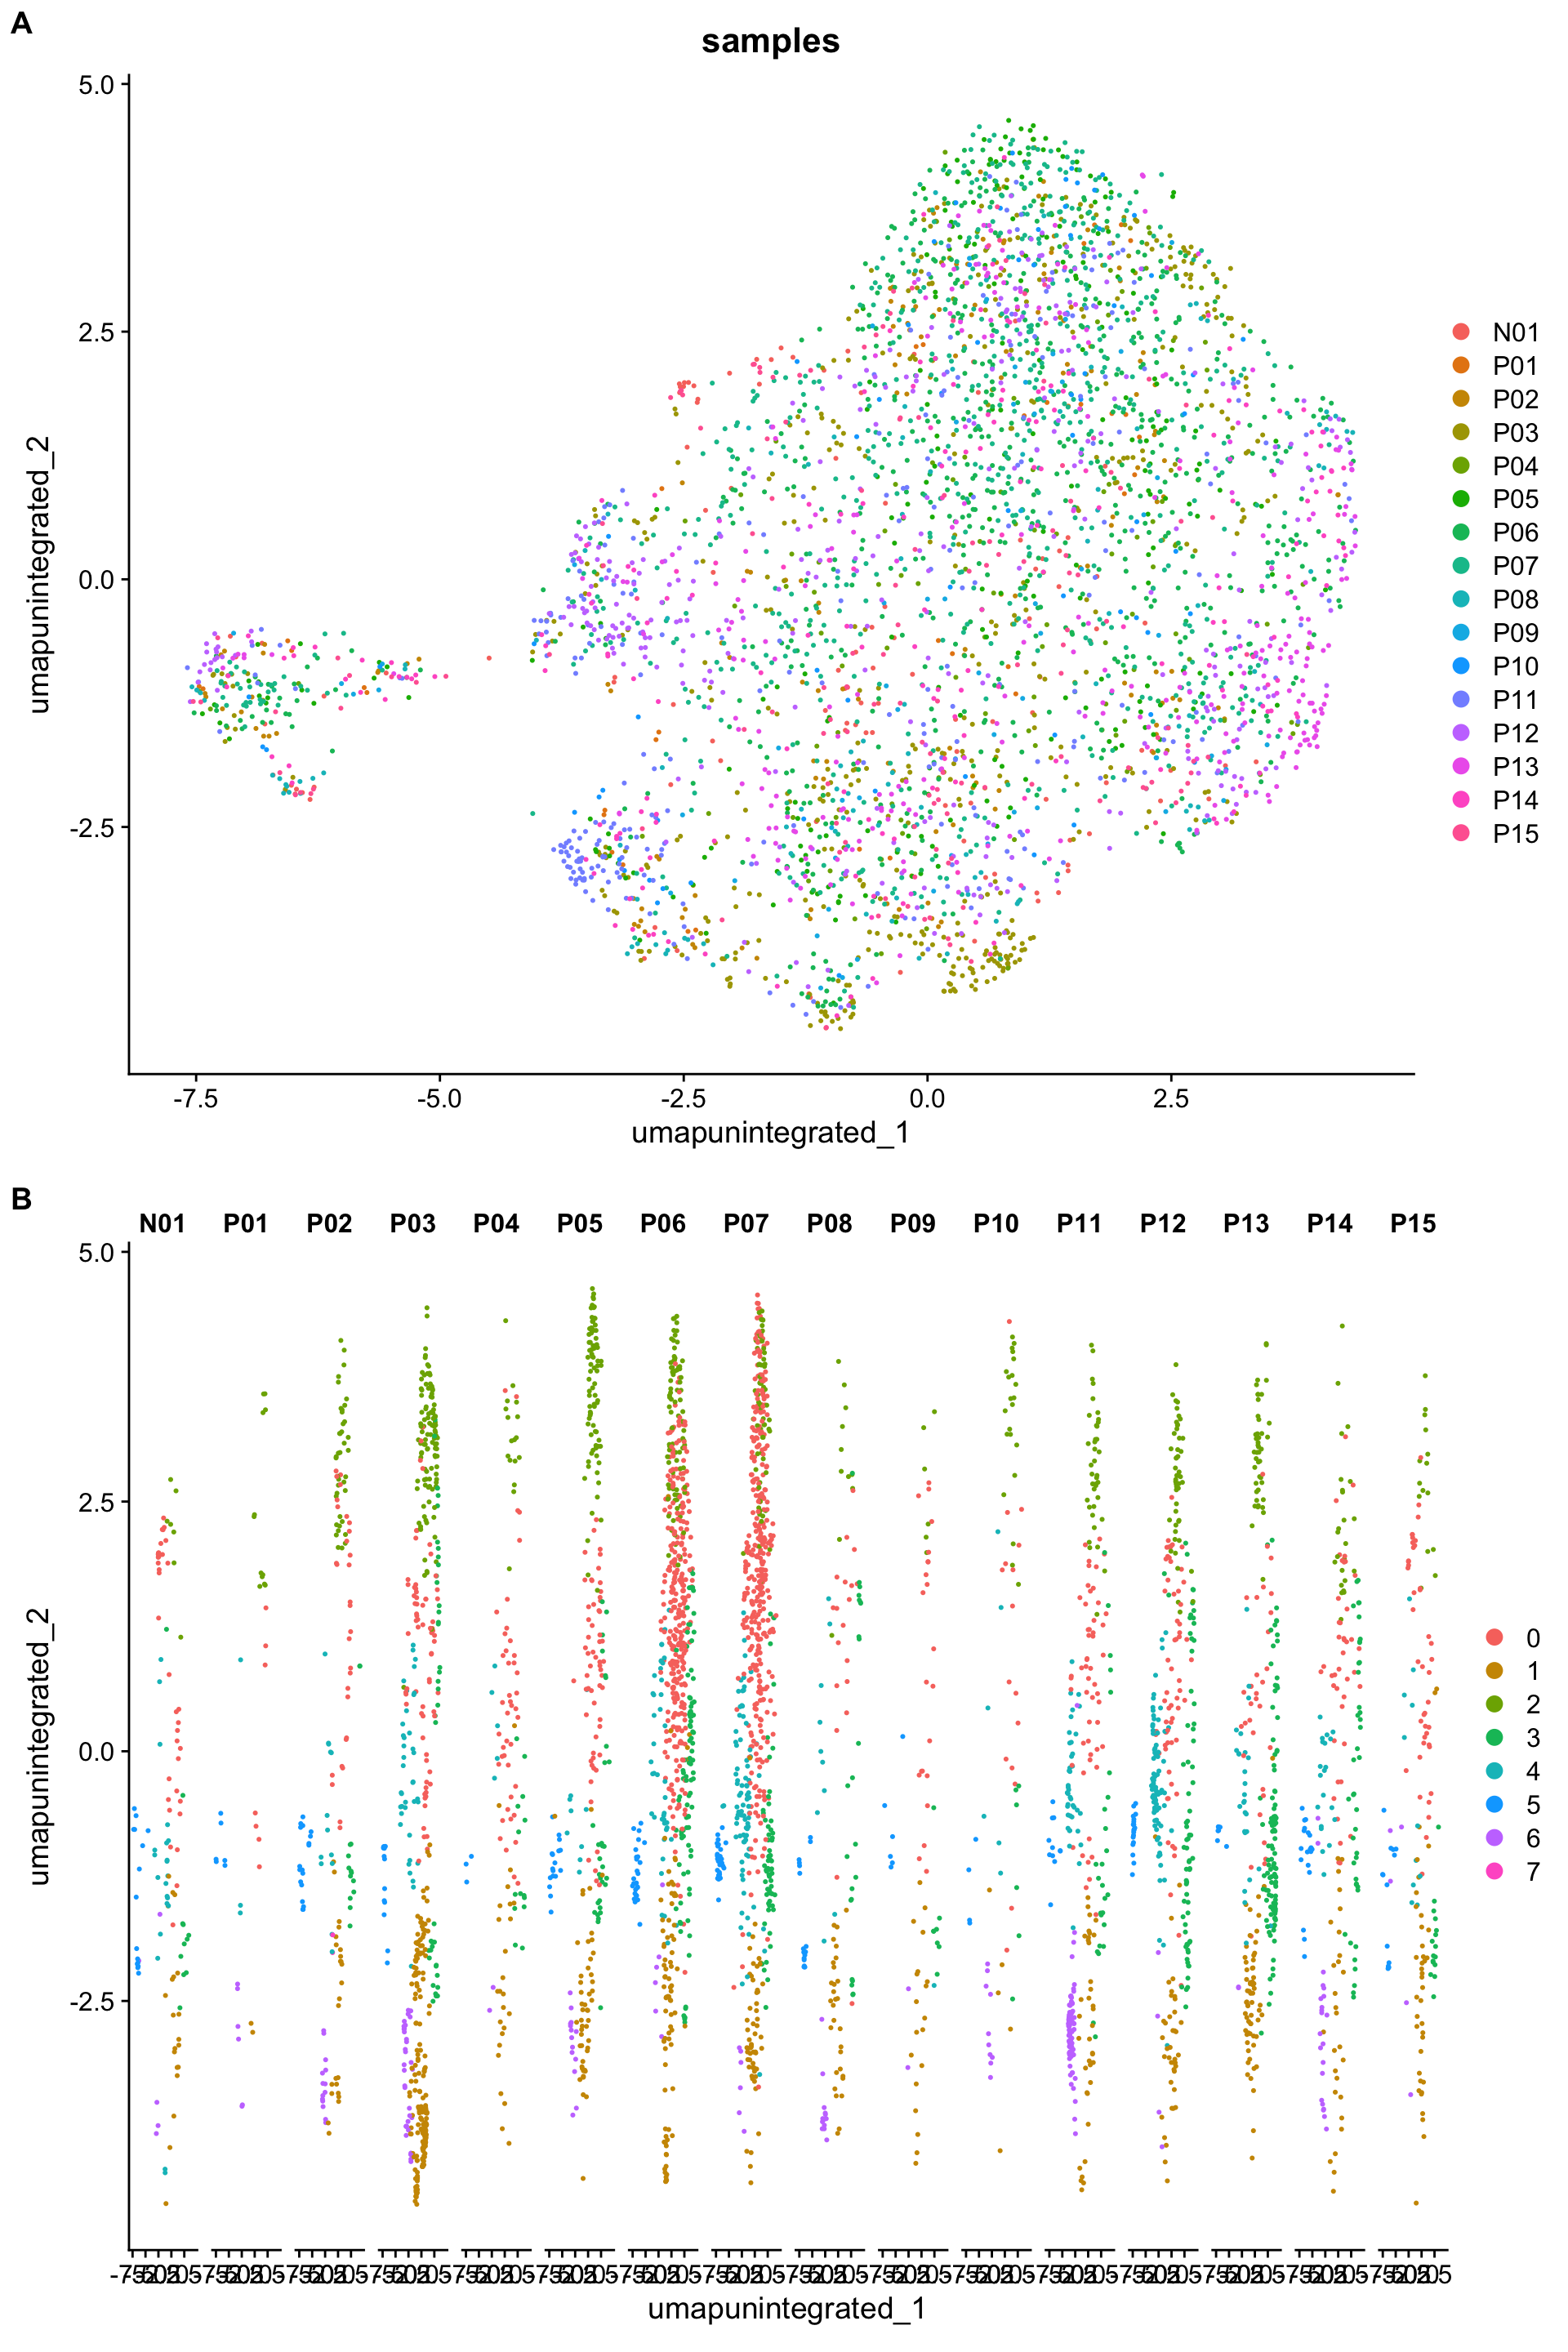 A
samples
5.0
2.5
0.0
-2.5
umapunintegrated_2
-7.5 -5.0 -2.5 0.0 2.5
umapunintegrated_1
N01
P01
P02
P03
P04
P05
P06
P07
P08
P09
P10
P11
P12
P13
P14
P15
B
N01 P01 P02 P03 P04 P05 P06 P07 P08 P09 P10 P11 P12 P13 P14 P15
5.0
2.5
0.0
-2.5
umapunintegrated_2
umapunintegrated_1
0
1
2
3
4
5
6
7